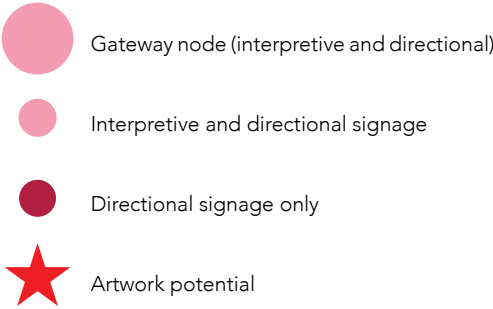 Gateway node (interpretive and directional)
Interpretive and directional signage
Directional signage only
Artwork potential